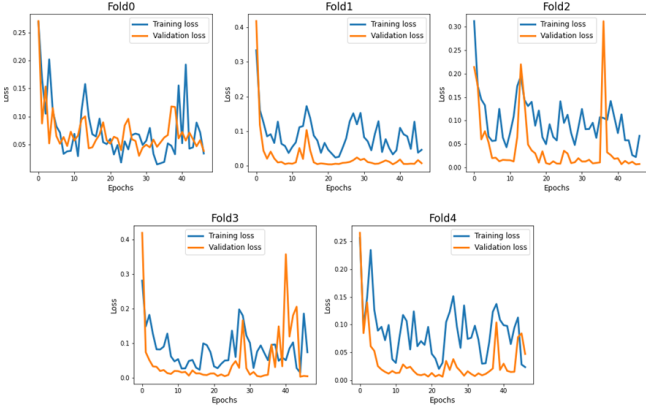 Fold0
Training loss
Validation loss
Loss
0.25
0.20
0.15
0.10
0.05
0
10
20
30
40
Epochs
Fold1
Training loss
Validation loss
Loss
0.4
0.3
0.2
0.1
0.0
0
10
20
30
40
Epochs
Fold2
Training loss
Validation loss
Loss
0.30
0.25
0.20
0.15
0.10
0.05
0.00
0
10
20
30
40
Epochs
Fold3
Training loss
Validation loss
Loss
0.4
0.3
0.2
0.1
0.0
0
10
20
30
40
Epochs
Fold4
Training loss
Validation loss
Loss
0.25
0.20
0.15
0.10
0.05
0.00
0
10
20
30
40
Epochs